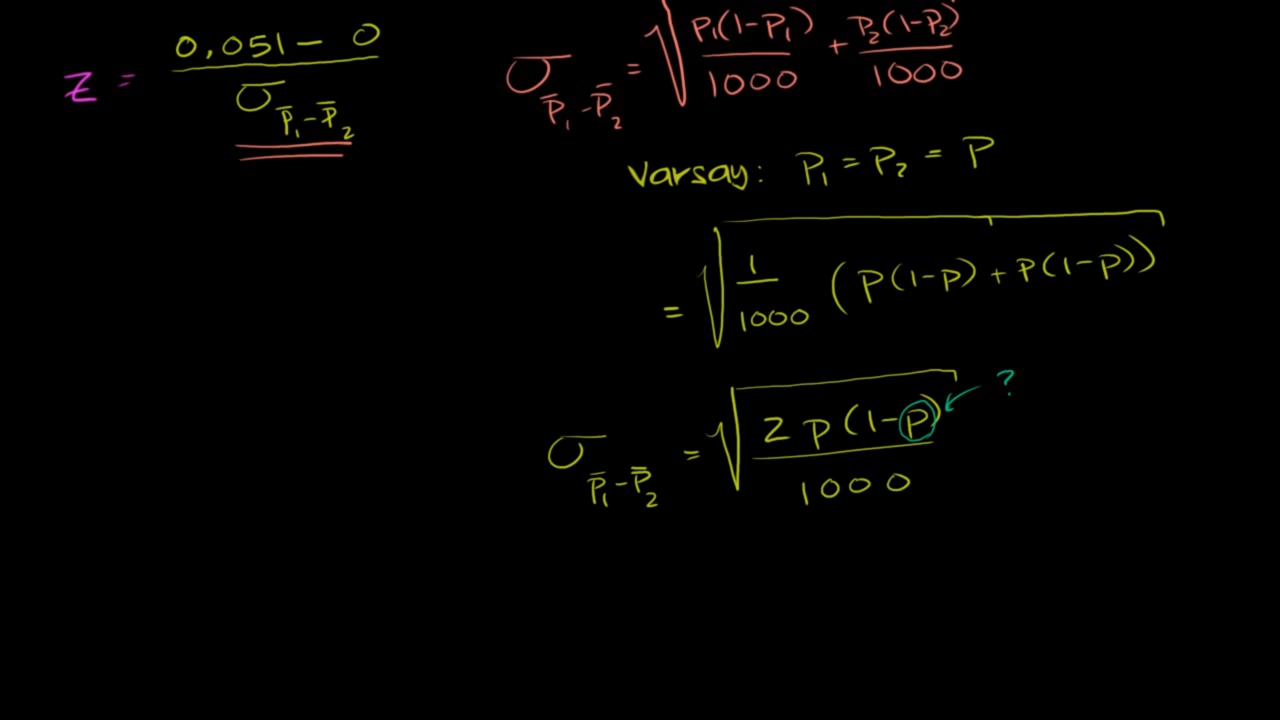 z = (0,051 − 0) / σ_(p̄₁−p̄₂)
σ_(p̄₁−p̄₂) = √(p₁(1−p₁)/1000 + p₂(1−p₂)/1000)
Varsay: p₁ = p₂ = p
= √(1/1000 (p(1−p) + p(1−p)))
σ_(p̄₁−p̄₂) = √(2p(1−p)/1000) ?